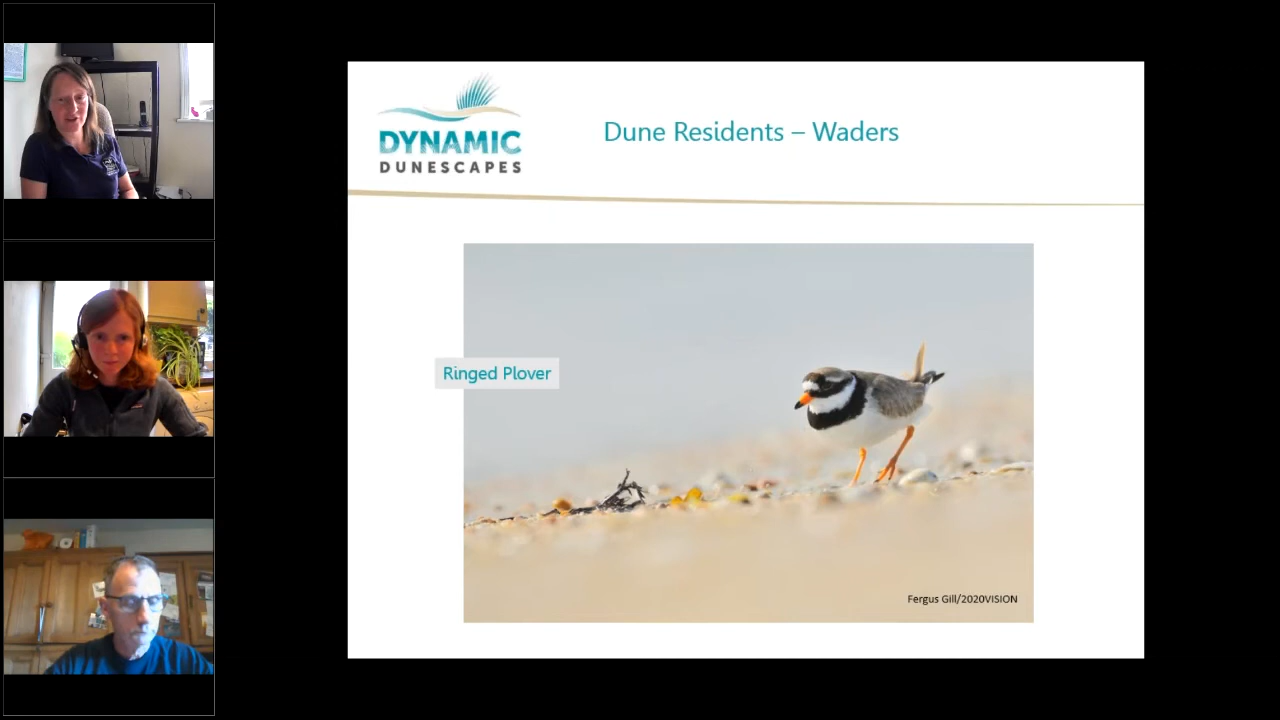 DYNAMIC
DUNESCAPES
Dune Residents – Waders
Ringed Plover
Fergus Gill/2020VISION